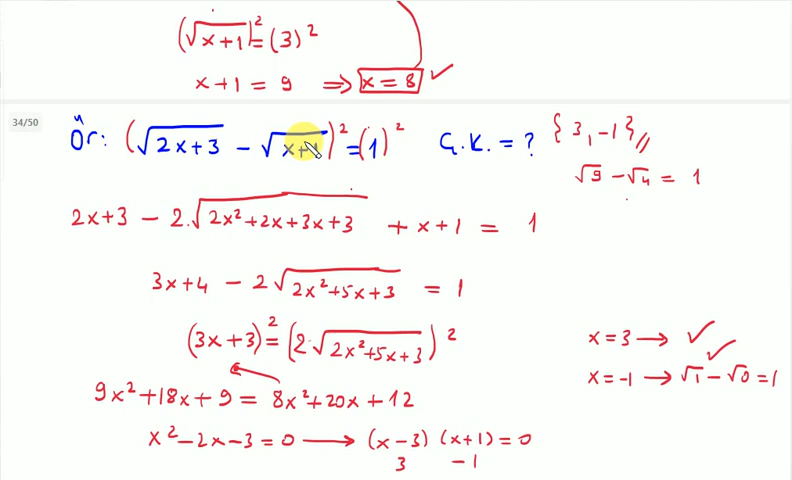 (√x+1)² = (3)²
x+1 = 9 ⇒ x = 8 ✓
34/50
Ör: (√2x+3 − √x+1)² = (1)² Ç.K. = ? {3, -1}
√9 − √4 = 1
2x+3 − 2.√2x²+2x+3x+3 + x+1 = 1
3x+4 − 2√2x²+5x+3 = 1
(3x+3)² = (2.√2x²+5x+3)²
x=3 → ✓
x=-1 → √1 − √0 = 1 ✓
9x²+18x+9 = 8x²+20x+12
x²−2x−3=0 → (x−3) (x+1) = 0
3 −1